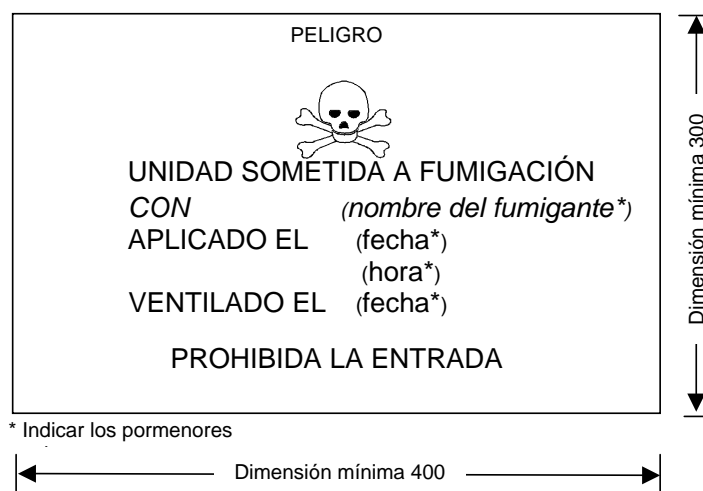 PELIGRO
UNIDAD SOMETIDA A FUMIGACIÓN
CON (nombre del fumigante*)
APLICADO EL (fecha*)
(hora*)
VENTILADO EL (fecha*)
PROHIBIDA LA ENTRADA
Dimensión mínima 300
* Indicar los pormenores
Dimensión mínima 400